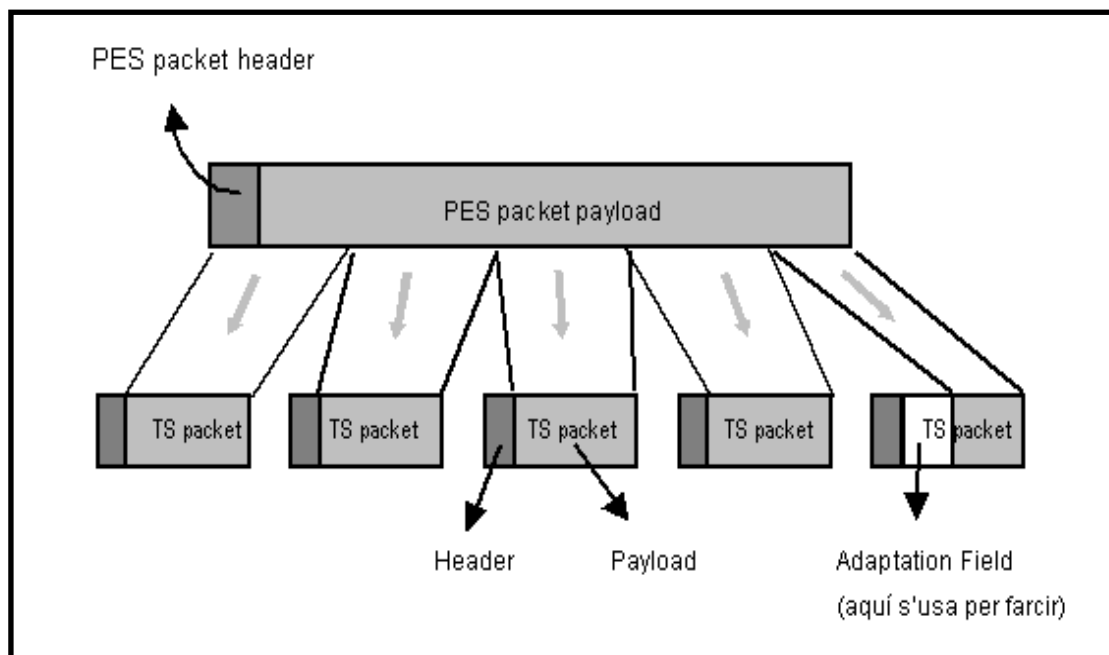 PES packet header
PES packet payload
TS packet
TS packet
TS packet
TS packet
TS packet
Header
Payload
Adaptation Field
(aquí s'usa per farcir)